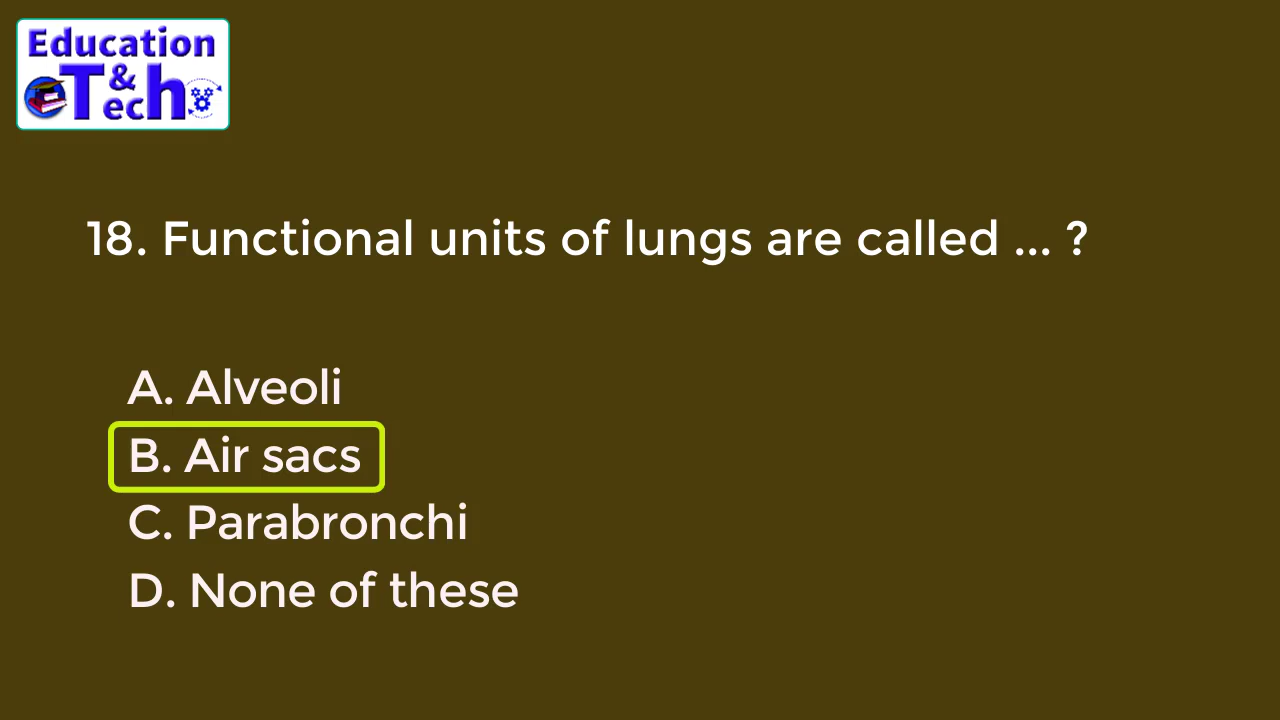 Education
&
Tech
18. Functional units of lungs are called ... ?
A. Alveoli
B. Air sacs
C. Parabronchi
D. None of these